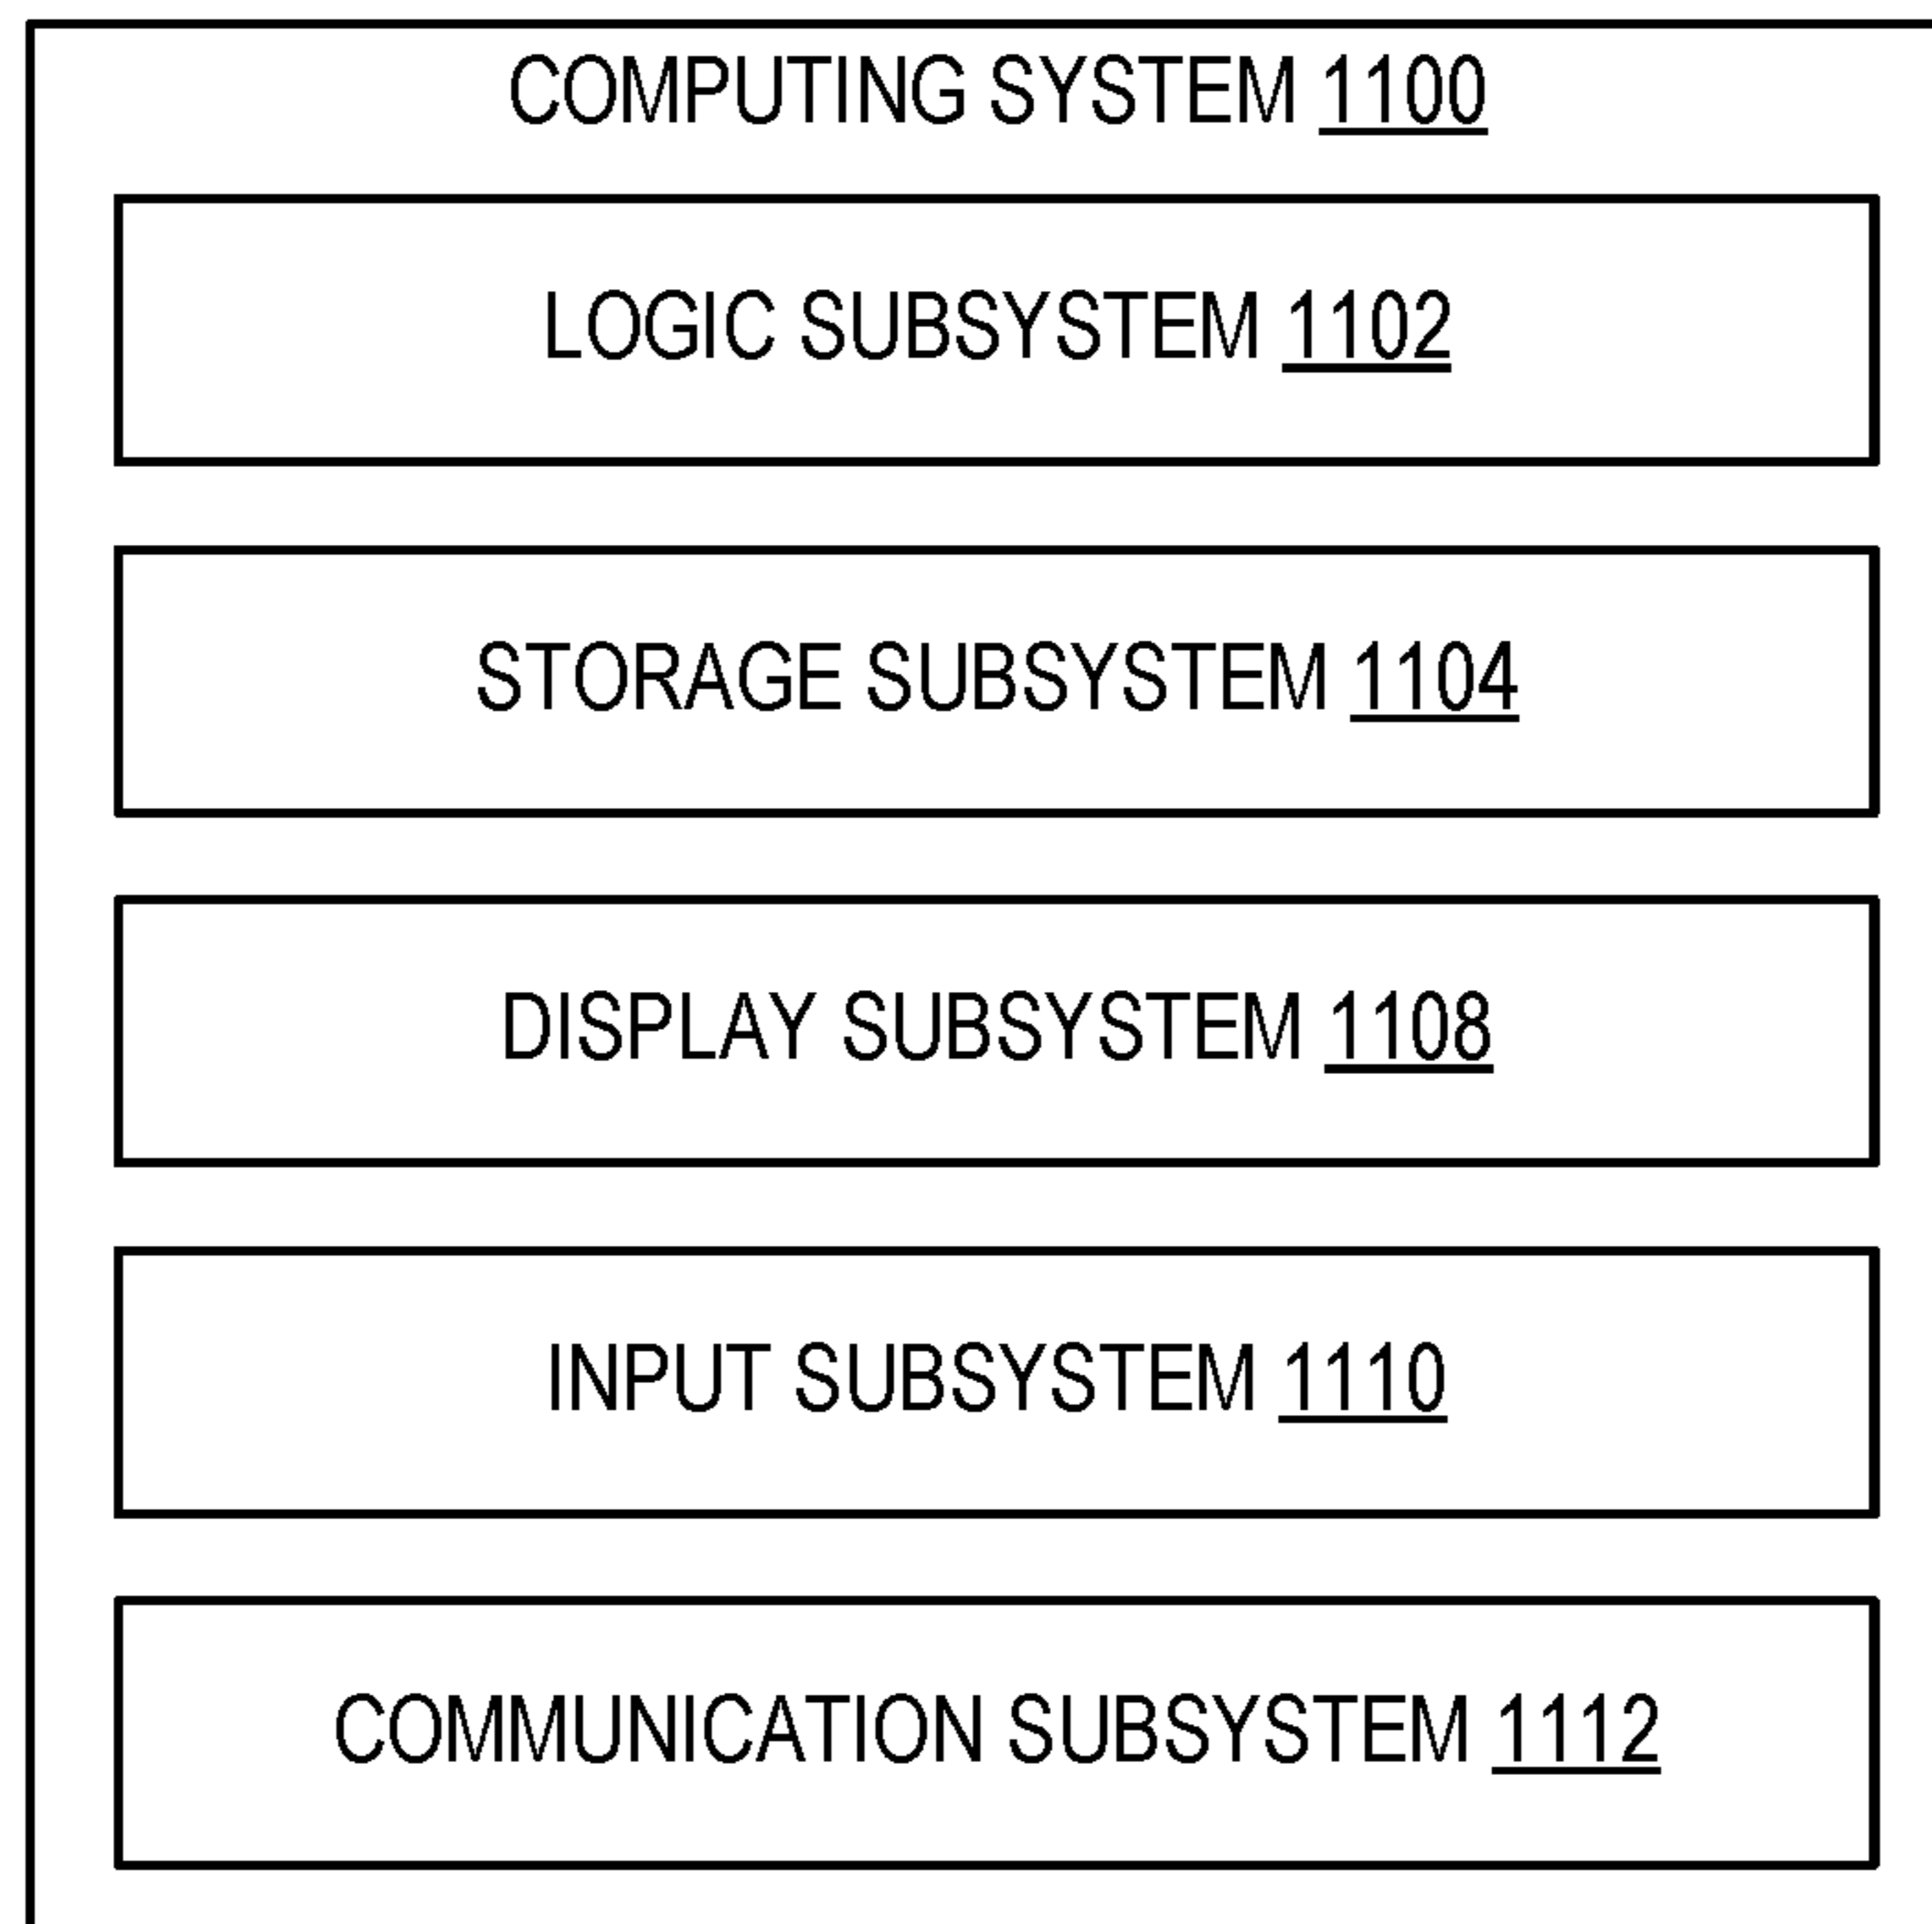 COMPUTING SYSTEM 1100
LOGIC SUBSYSTEM 1102
STORAGE SUBSYSTEM 1104
DISPLAY SUBSYSTEM 1108
INPUT SUBSYSTEM 1110
COMMUNICATION SUBSYSTEM 1112